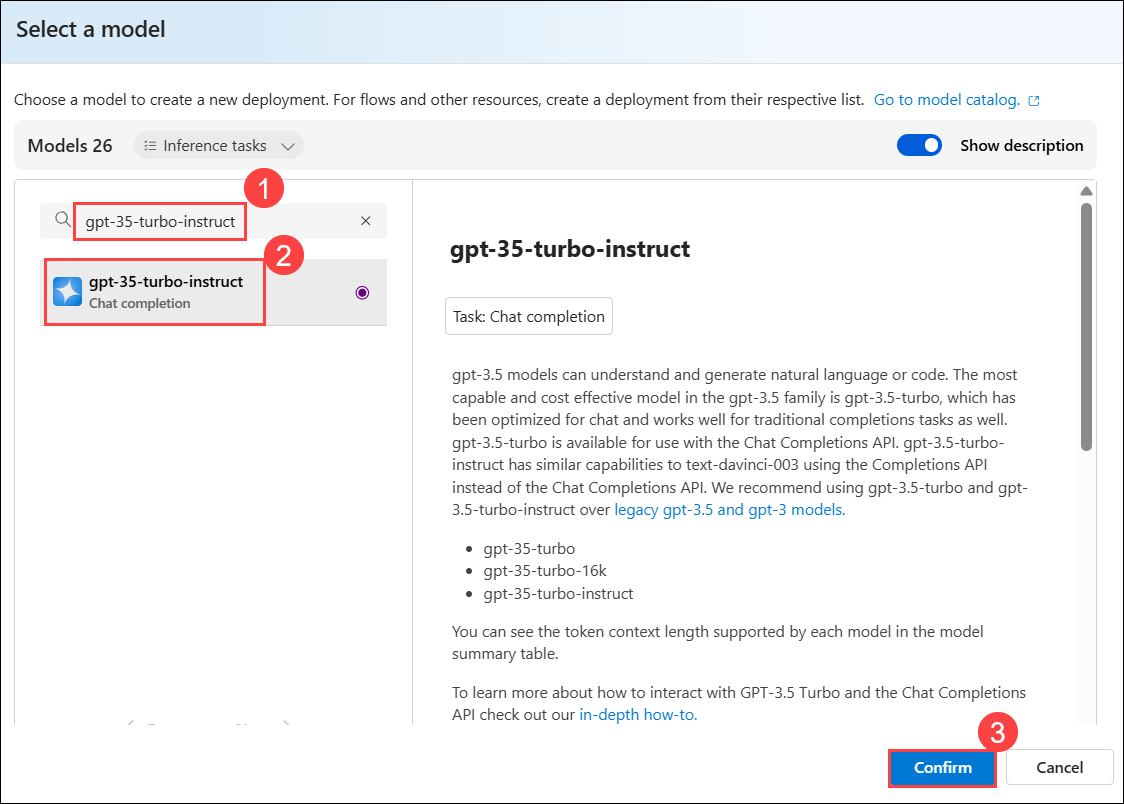 Select a model
Choose a model to create a new deployment. For flows and other resources, create a deployment from their respective list. Go to model catalog.
Models 26
Inference tasks
Show description
1
gpt-35-turbo-instruct
2
gpt-35-turbo-instruct
Chat completion
gpt-35-turbo-instruct
Task: Chat completion
gpt-3.5 models can understand and generate natural language or code. The most
capable and cost effective model in the gpt-3.5 family is gpt-3.5-turbo, which has
been optimized for chat and works well for traditional completions tasks as well.
gpt-3.5-turbo is available for use with the Chat Completions API. gpt-3.5-turbo-
instruct has similar capabilities to text-davinci-003 using the Completions API
instead of the Chat Completions API. We recommend using gpt-3.5-turbo and gpt-
3.5-turbo-instruct over legacy gpt-3.5 and gpt-3 models.
• gpt-35-turbo
• gpt-35-turbo-16k
• gpt-35-turbo-instruct
You can see the token context length supported by each model in the model
summary table.
To learn more about how to interact with GPT-3.5 Turbo and the Chat Completions
API check out our in-depth how-to.
3
Confirm
Cancel